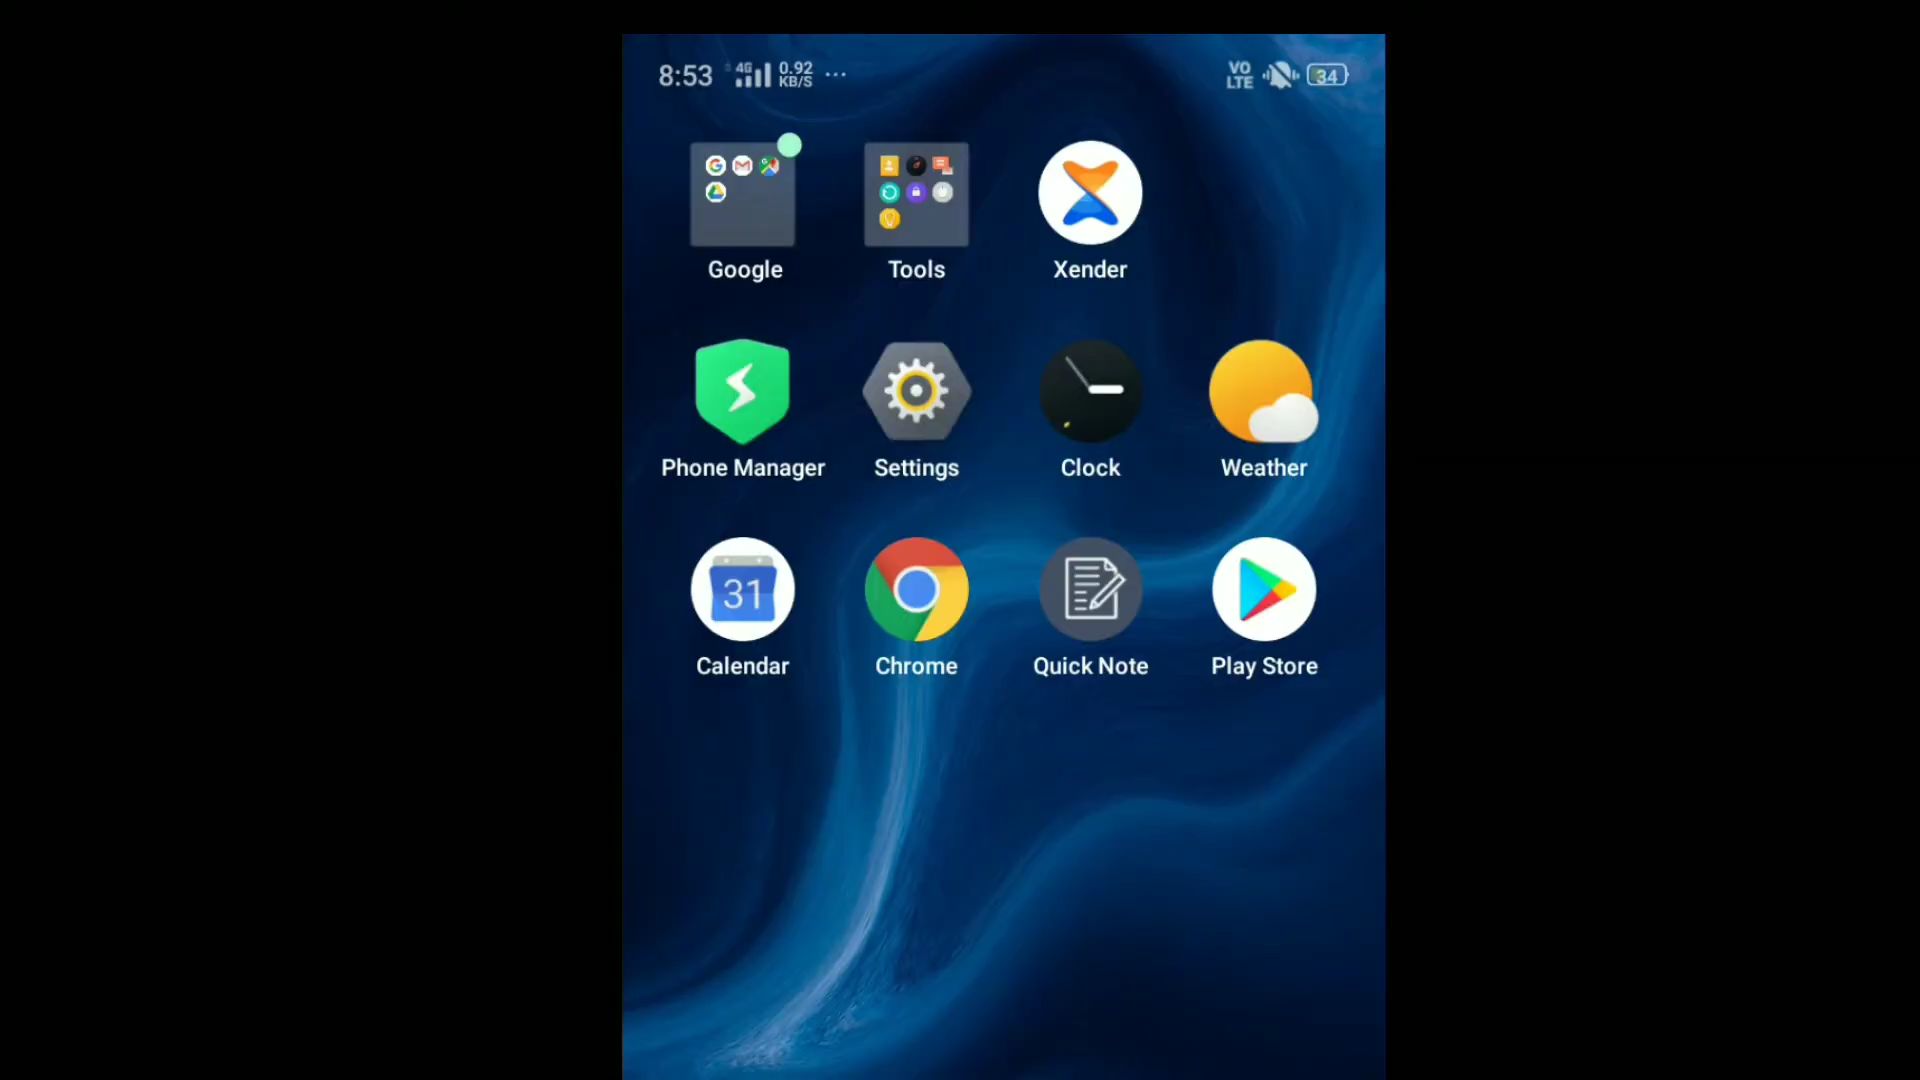 8:53 4G 0.92 KB/S ... VO LTE 34
Google Tools Xender
Phone Manager Settings Clock Weather
31
Calendar Chrome Quick Note Play Store